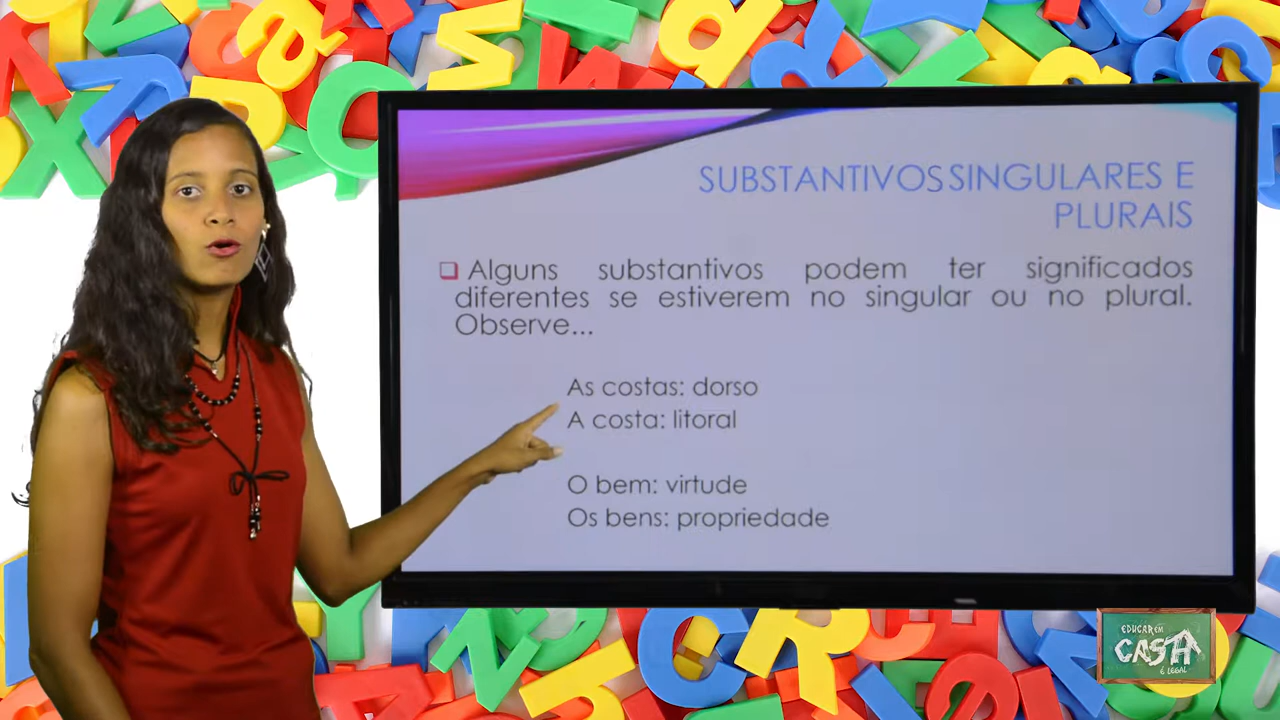 SUBSTANTIVOS SINGULARES E
PLURAIS
Alguns substantivos podem ter significados
diferentes se estiverem no singular ou no plural.
Observe...
As costas: dorso
A costa: litoral
O bem: virtude
Os bens: propriedade
EDUCAR EM
CASA
É LEGAL